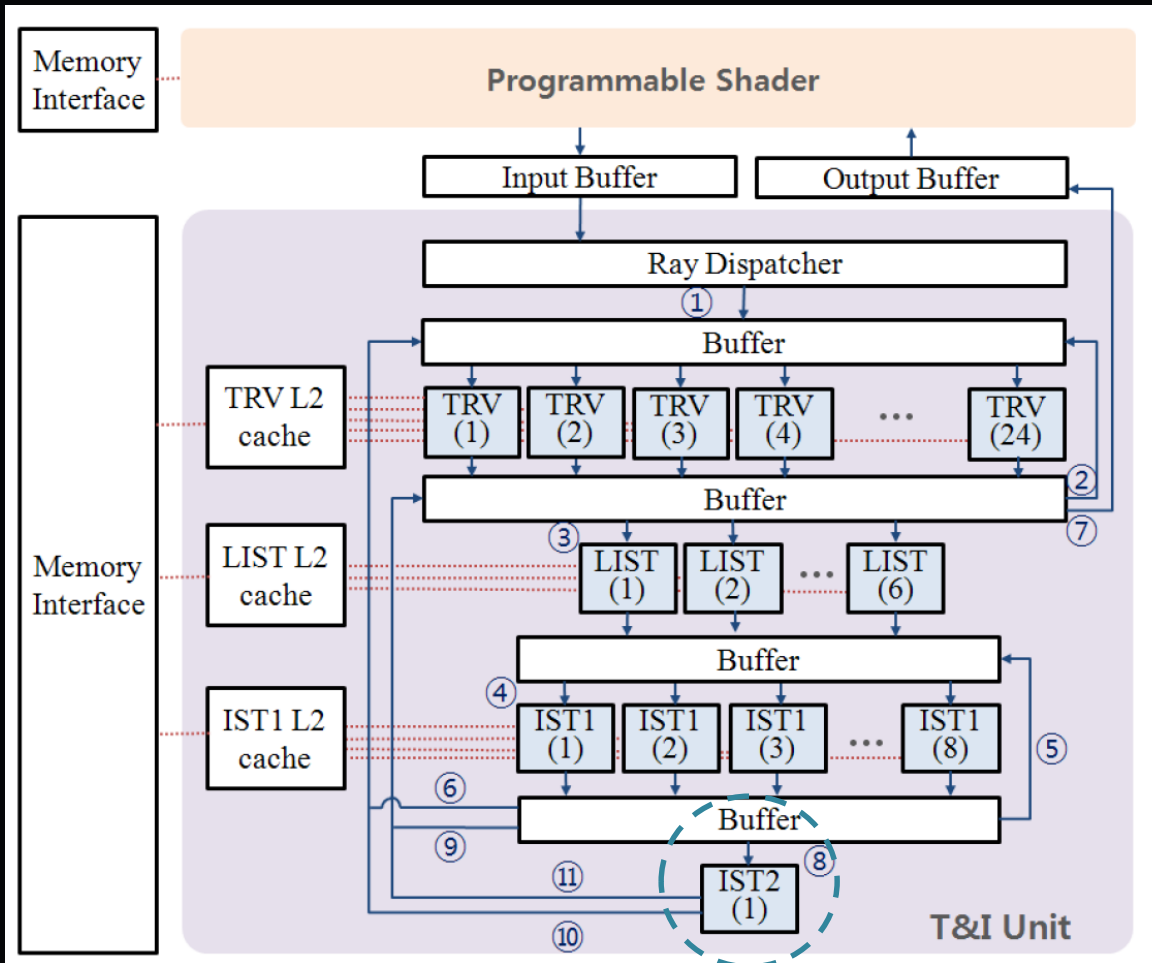 Memory
Interface
Programmable Shader
Input Buffer
Output Buffer
Ray Dispatcher
①
Buffer
TRV L2
cache
TRV
(1)
TRV
(2)
TRV
(3)
TRV
(4)
...
TRV
(24)
②
Buffer
⑦
③
Memory
Interface
LIST L2
cache
LIST
(1)
LIST
(2)
...
LIST
(6)
Buffer
④
IST1 L2
cache
IST1
(1)
IST1
(2)
IST1
(3)
...
IST1
(8)
⑤
⑥
Buffer
⑨
⑧
⑪
IST2
(1)
⑩
T&I Unit